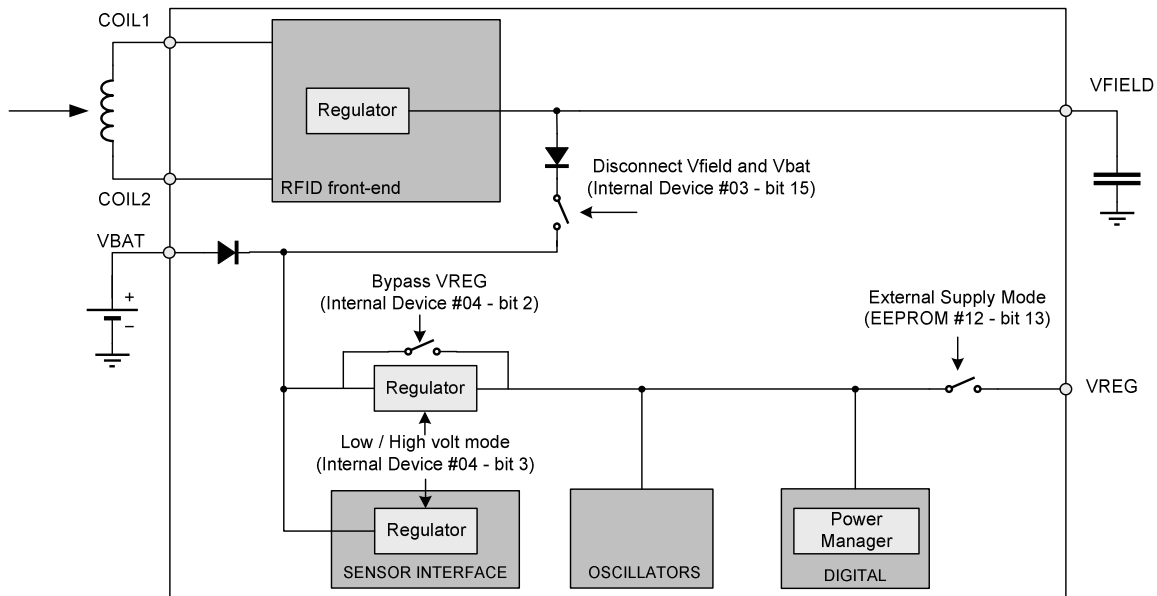 COIL1
COIL2
Regulator
RFID front-end
VFIELD
Disconnect Vfield and Vbat
(Internal Device #03 - bit 15)
VBAT
+
−
Bypass VREG
(Internal Device #04 - bit 2)
External Supply Mode
(EEPROM #12 - bit 13)
Regulator
VREG
Low / High volt mode
(Internal Device #04 - bit 3)
Regulator
SENSOR INTERFACE
OSCILLATORS
Power
Manager
DIGITAL